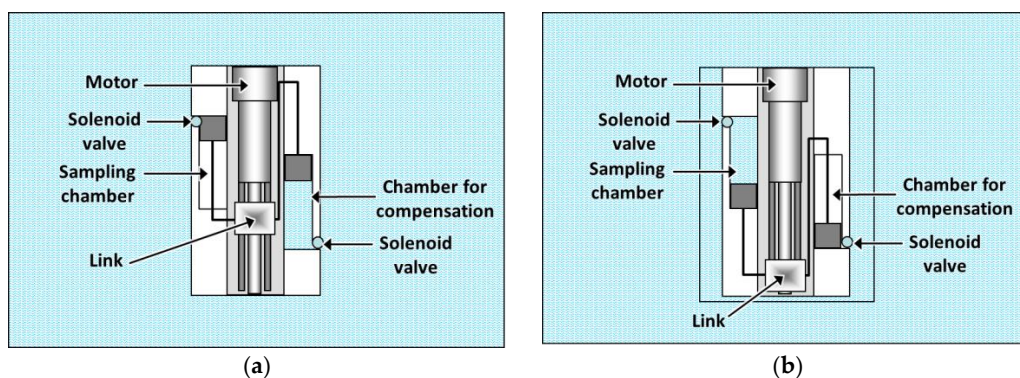 Motor
Solenoid
valve
Sampling
chamber
Link
Chamber for
compensation
Solenoid
valve
(a)
Motor
Solenoid
valve
Sampling
chamber
Chamber for
compensation
Solenoid
valve
Link
(b)